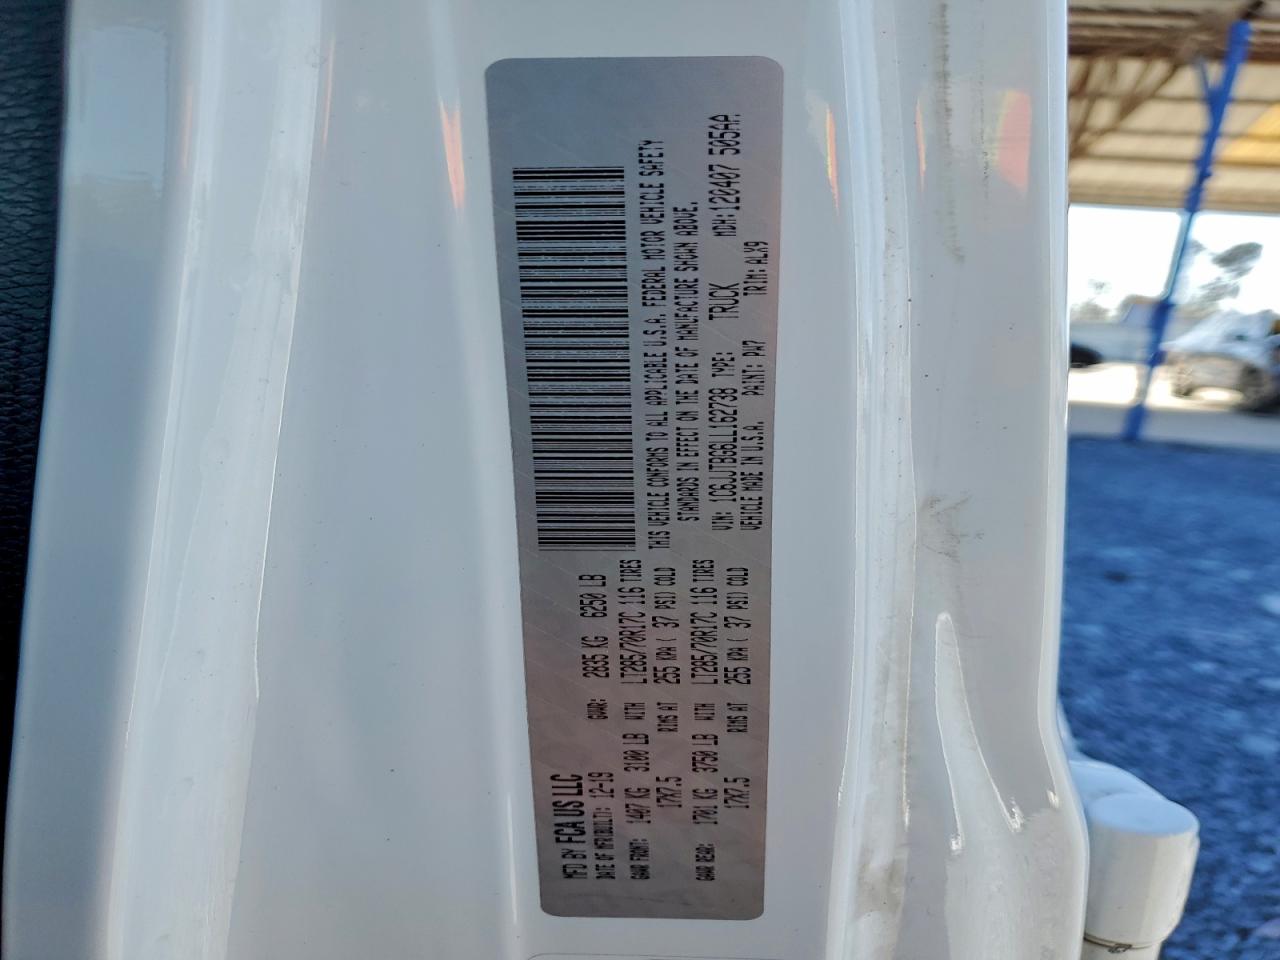 MFD BY FCA US LLC
DATE OF MFR(BUILT): 12-19 GVWR: 2835 KG 6250 LB
GAWR FRONT: 1407 KG 3100 LB WITH LT285/70R17C 116 TIRES
17X7.5 RIMS AT 255 KPA ( 37 PSI) COLD
GAWR REAR: 1701 KG 3750 LB WITH LT285/70R17C 116 TIRES
17X7.5 RIMS AT 255 KPA ( 37 PSI) COLD
THIS VEHICLE CONFORMS TO ALL APPLICABLE U.S.A. FEDERAL MOTOR VEHICLE SAFETY
STANDARDS IN EFFECT ON THE DATE OF MANUFACTURE SHOWN ABOVE.
VIN: 1C6JJTBG6LL162738 TYPE: TRUCK MDH:120407 505AA
VEHICLE MADE IN U.S.A. PAINT: PW7 TRIM: ALX9